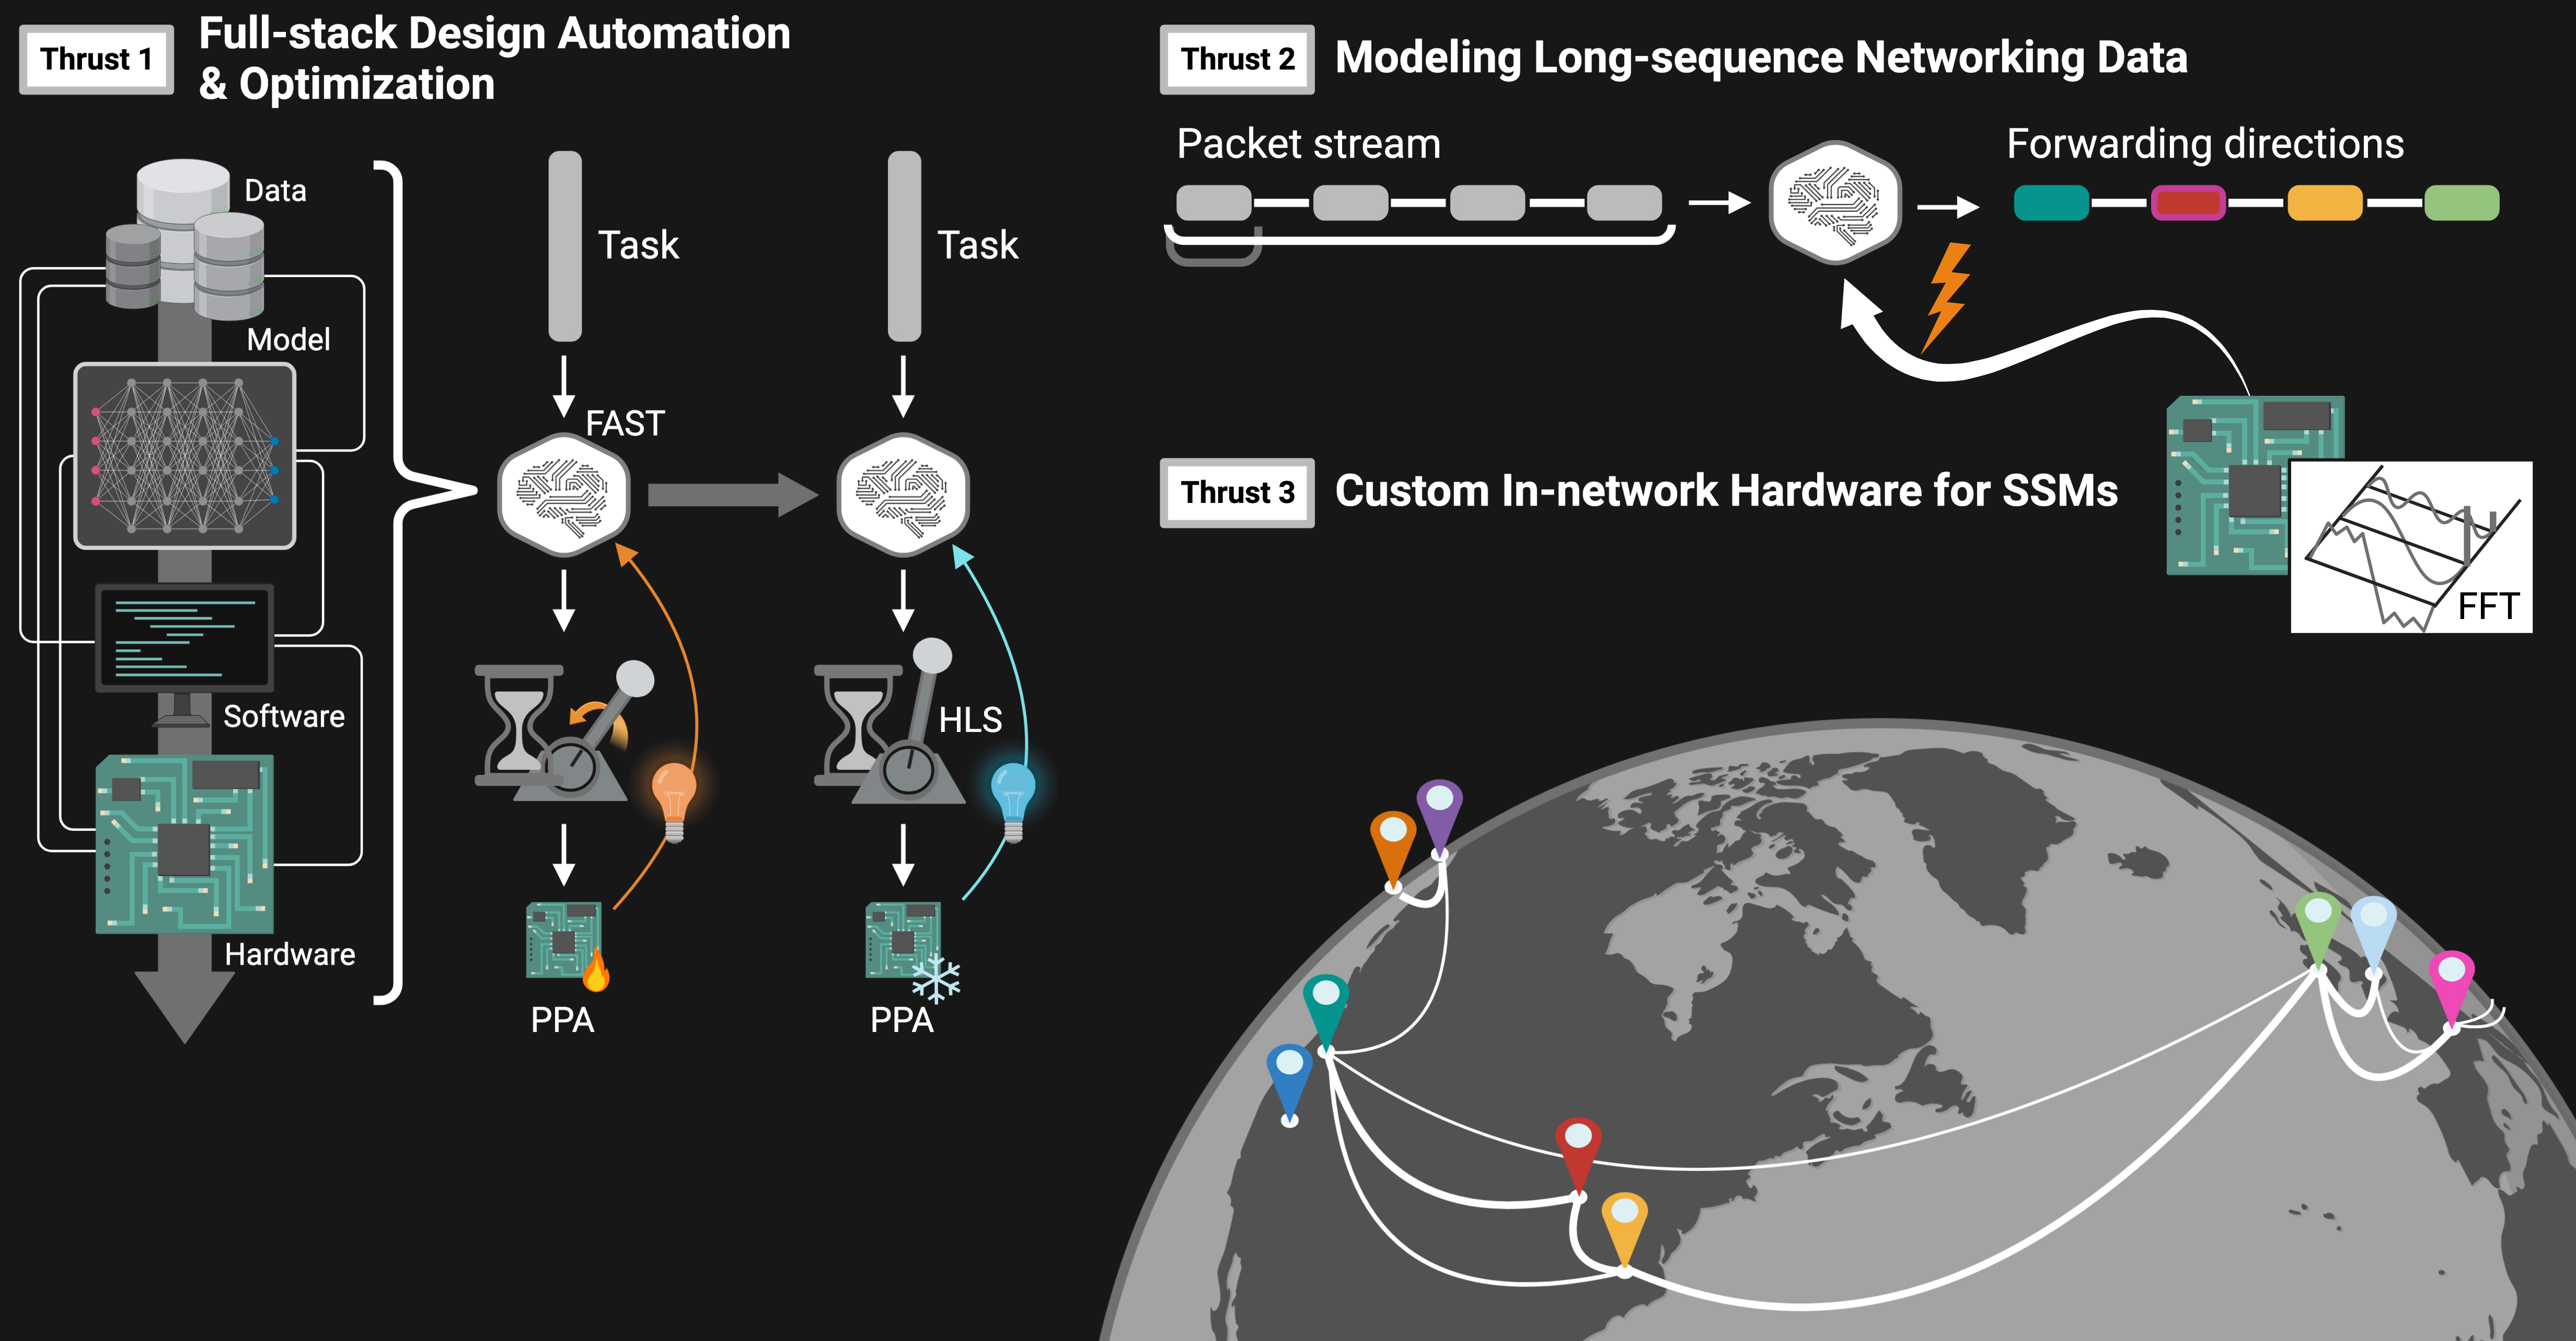 Thrust 1
Full-stack Design Automation
& Optimization
Data
Model
Software
Hardware
Task
Task
FAST
HLS
PPA
PPA
Thrust 2
Modeling Long-sequence Networking Data
Packet stream
Forwarding directions
Thrust 3
Custom In-network Hardware for SSMs
FFT